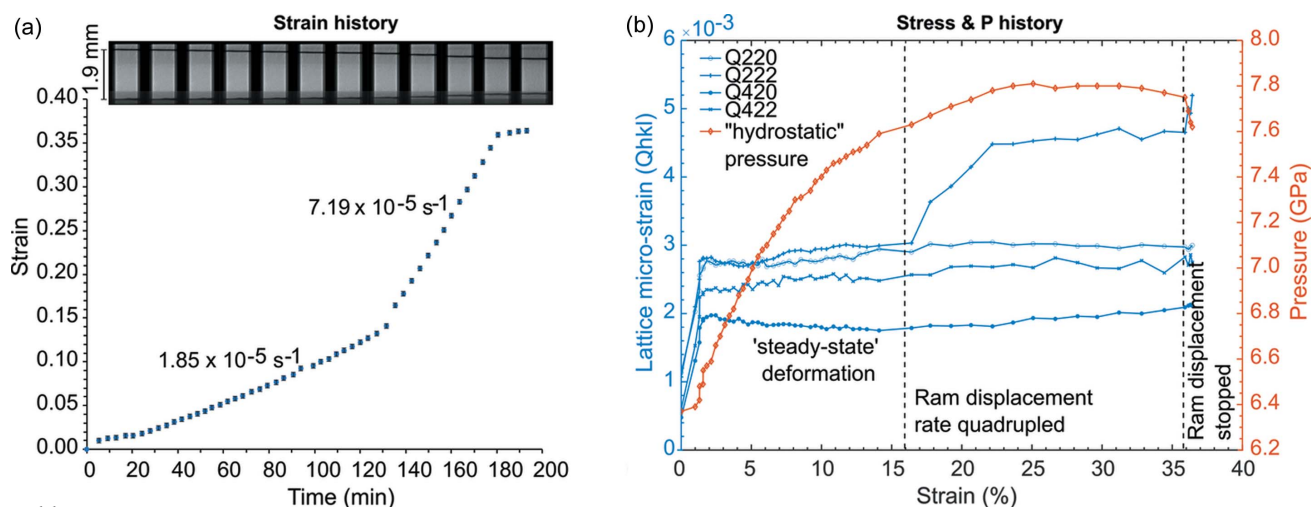 (a)
Strain history
1.9 mm
0.40
0.35
0.30
0.25
0.20
0.15
0.10
0.05
0.00
Strain
7.19 x 10-5 s-1
1.85 x 10-5 s-1
0 20 40 60 80 100 120 140 160 180 200
Time (min)
(b)
Stress & P history
6 ×10-3
5
4
3
2
1
0
Lattice micro-strain (Qhkl)
Q220
Q222
Q420
Q422
"hydrostatic"
pressure
'steady-state'
deformation
Ram displacement
rate quadrupled
Ram displacement
stopped
8.0
7.8
7.6
7.4
7.2
7.0
6.8
6.6
6.4
6.2
Pressure (GPa)
0 5 10 15 20 25 30 35 40
Strain (%)